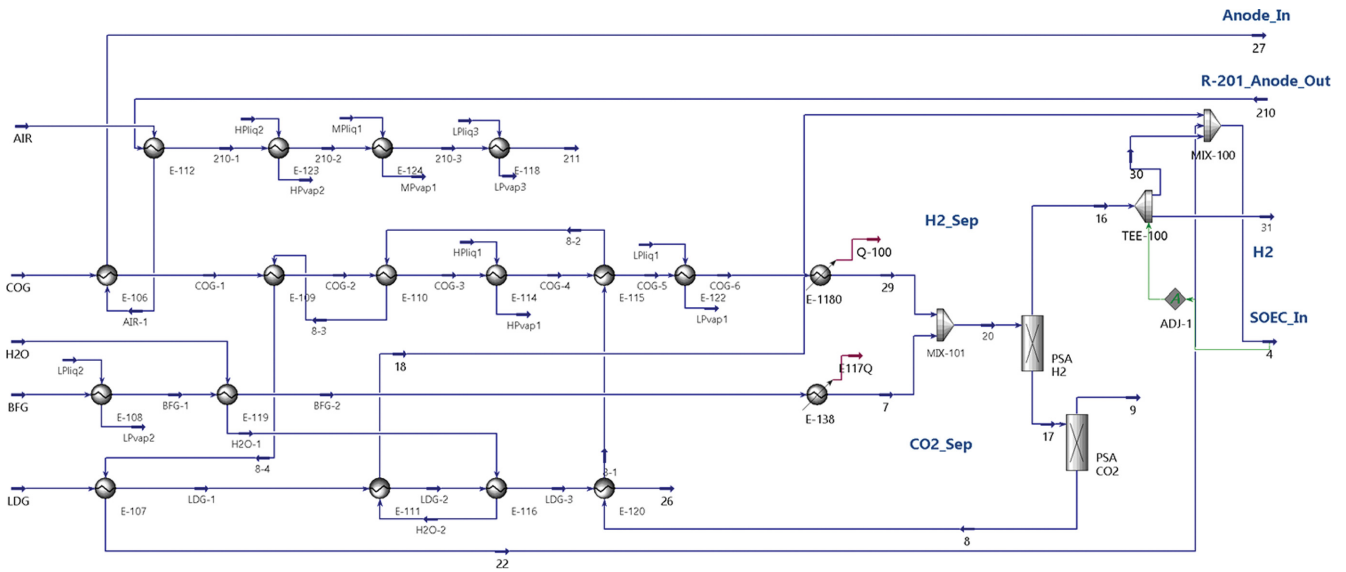 Anode_In
27
R-201_Anode_Out
210
AIR
HPliq2
MPliq1
LPliq3
MIX-100
E-112
210-1
E-123
210-2
E-124
210-3
E-118
211
HPvap2
MPvap1
LPvap3
30
16
TEE-100
31
H2_Sep
H2
8-2
HPliq1
LPliq1
Q-100
COG
E-106
COG-1
E-109
COG-2
E-110
COG-3
E-114
COG-4
E-115
COG-5
E-122
COG-6
E-1180
29
AIR-1
8-3
HPvap1
LPvap1
A
ADJ-1
SOEC_In
4
H2O
MIX-101
20
PSA
H2
LPliq2
18
E117Q
BFG
E-108
BFG-1
E-119
BFG-2
E-138
7
LPvap2
H2O-1
9
CO2_Sep
17
PSA
CO2
8-4
8-1
LDG
E-107
LDG-1
E-111
LDG-2
E-116
LDG-3
E-120
26
H2O-2
8
22